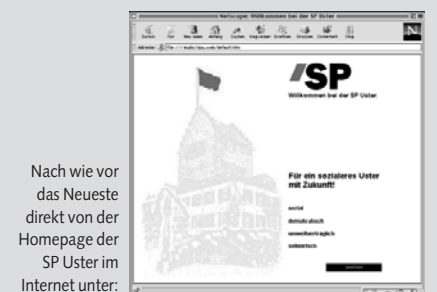 Nach wie vor
das Neueste
direkt von der
Homepage der
SP Uster im
Internet unter:
Netscape: Willkommen bei der SP Uster
SP
Willkommen bei der SP Uster.
Für ein sozialeres Uster
mit Zukunft!
sozial
demokratisch
umweltverträglich
solidarisch
weiter